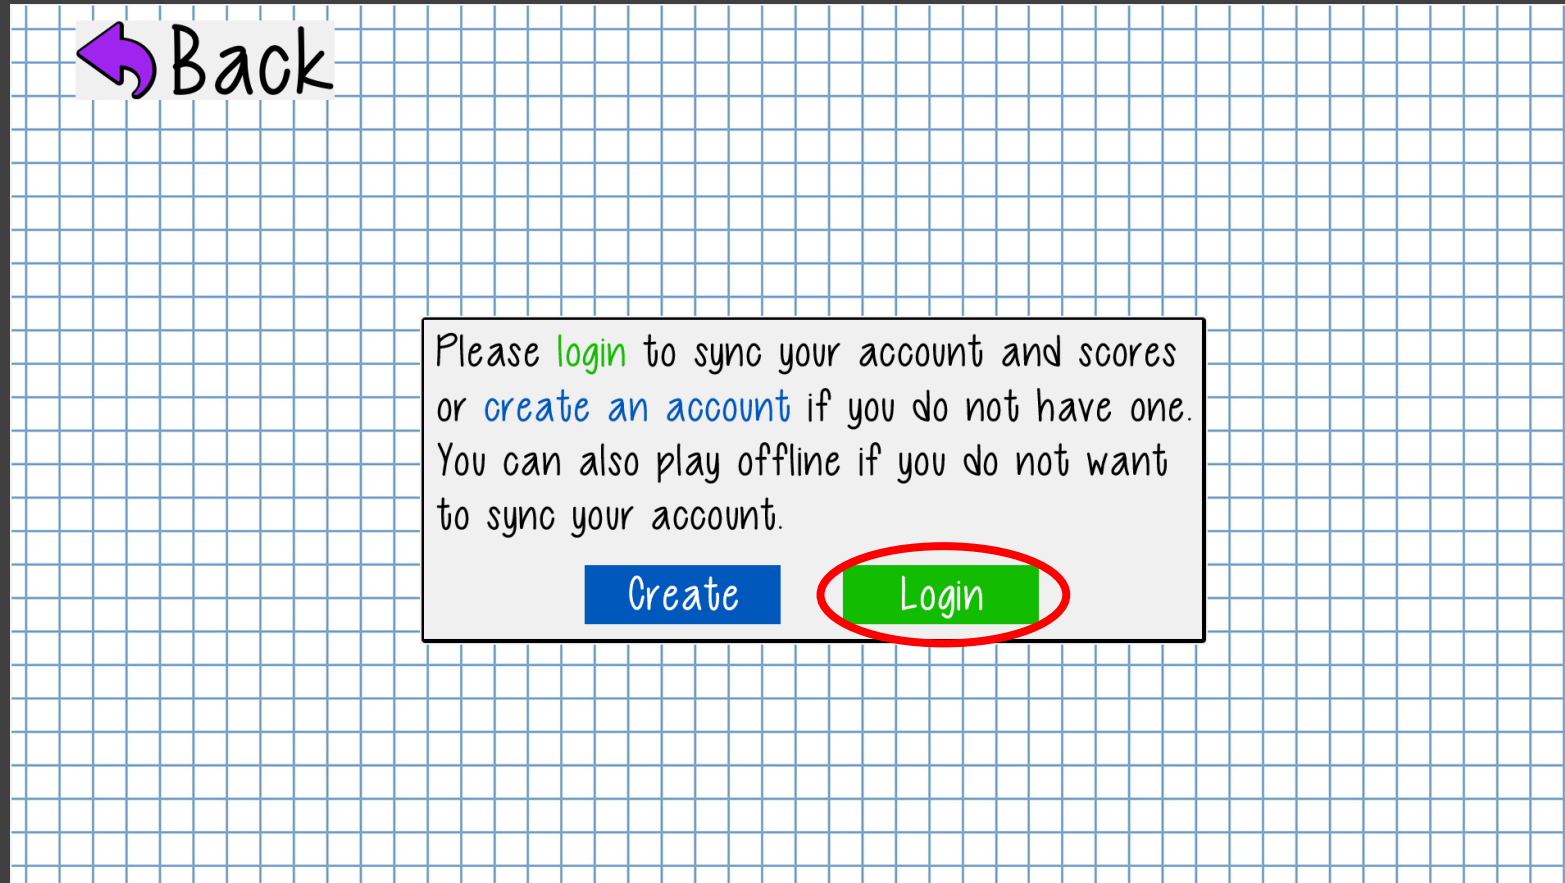 Back
Please login to sync your account and scores
or create an account if you do not have one.
You can also play offline if you do not want
to sync your account.
Create
Login